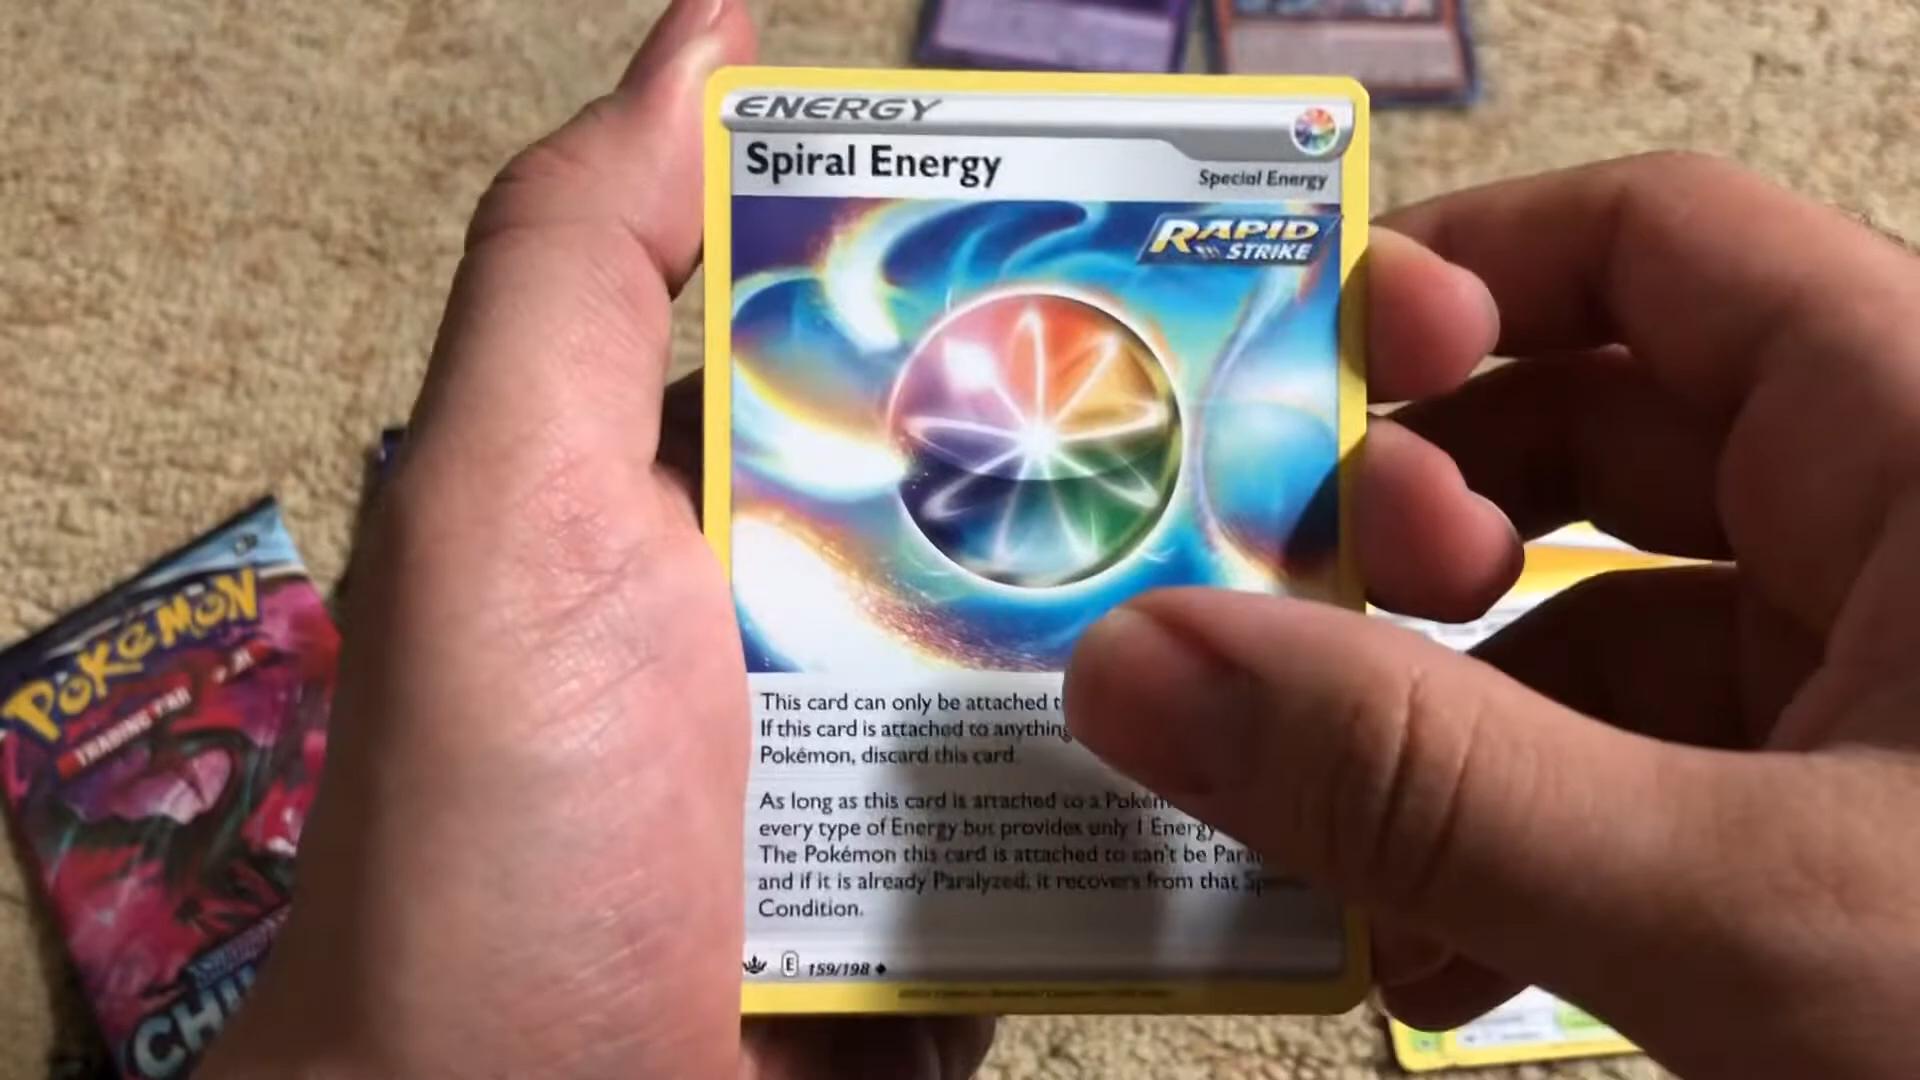 ENERGY
Spiral Energy
Special Energy
RAPID
STRIKE
This card can only be attached
If this card is attached to anything
Pokémon, discard this card.
As long as this card is attached to a Pokém
every type of Energy but provides only 1 Energy
The Pokémon this card is attached to can't be Para
and if it is already Paralyzed, it recovers from that
Condition.
E 159/198
POKéMON
TRADING
CHI